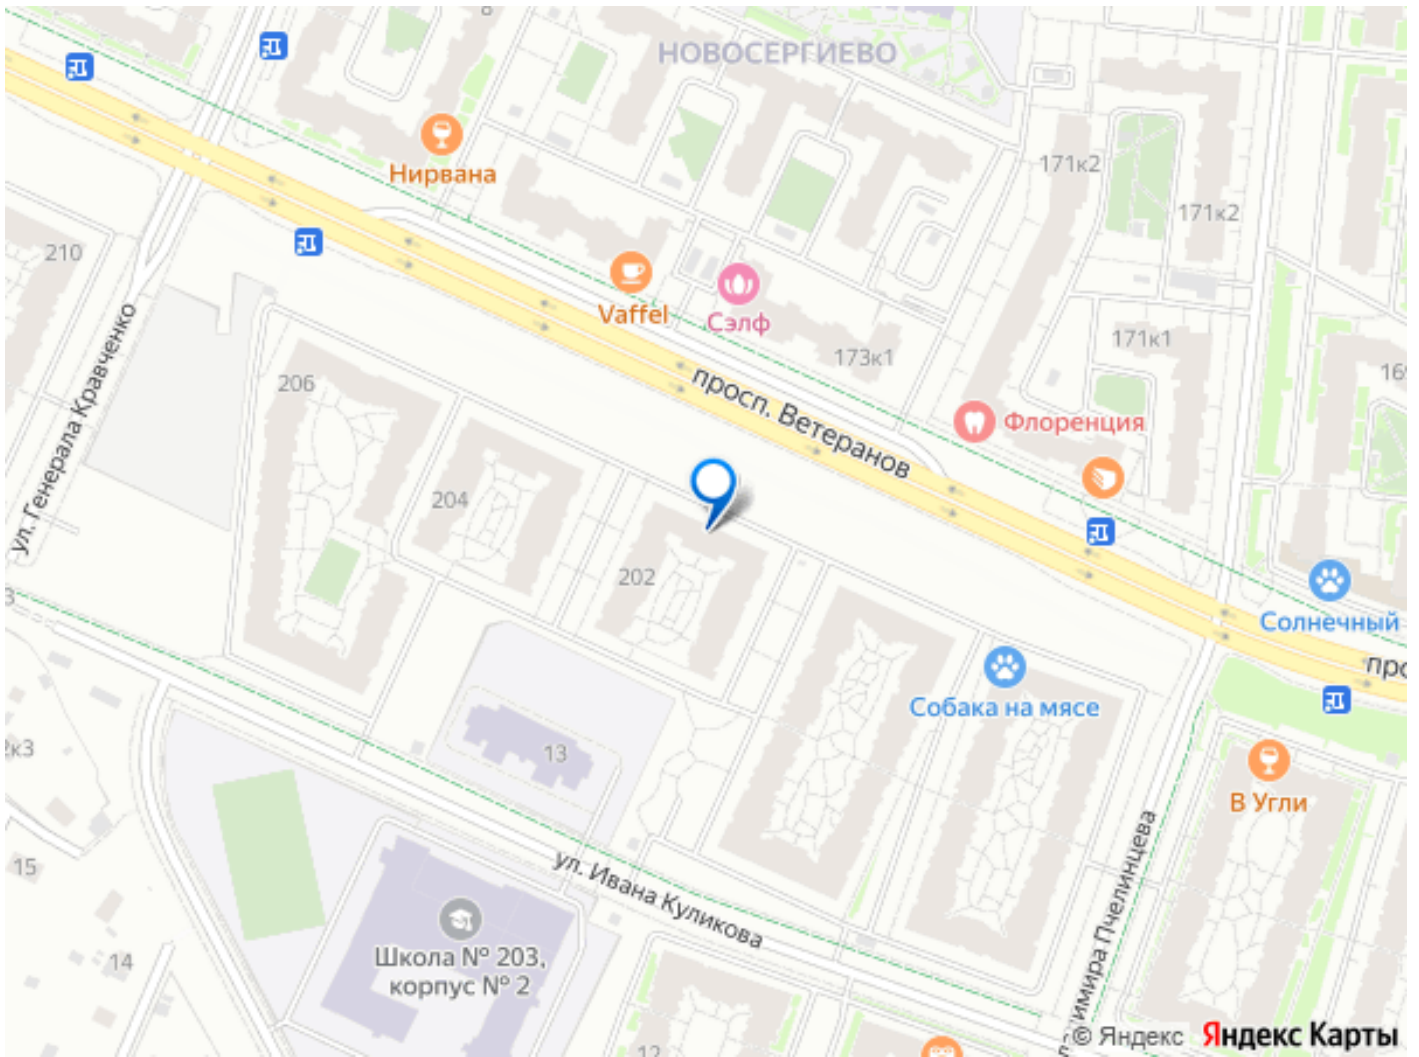 8
НОВОСЕРГИЕВО
Нирвана
171к2
171к2
210
Vaffel
Сэлф
173к1
171к1
206
просп. Ветеранов
Флоренция
ул. Генерала Кравченко
204
202
Солнечный
Собака на мясе
13
В Угли
15
ул. Ивана Куликова
Школа № 203,
корпус № 2
14
12
© Яндекс
Яндекс Карты